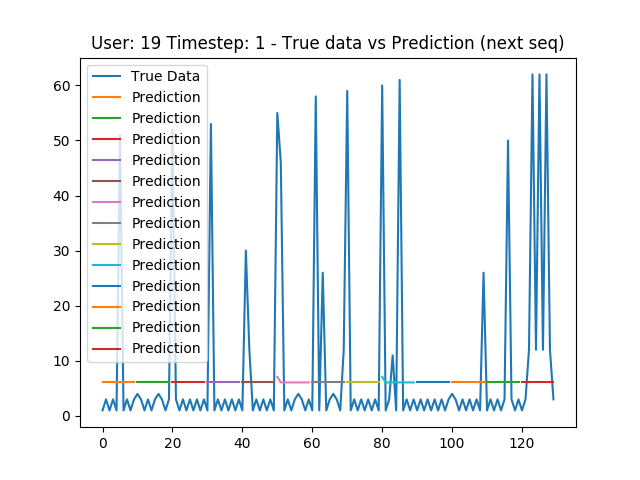 User: 19 Timestep: 1 - True data vs Prediction (next seq)
60
50
40
30
20
10
0
True Data
Prediction
Prediction
Prediction
Prediction
Prediction
Prediction
Prediction
Prediction
Prediction
Prediction
Prediction
Prediction
Prediction
0 20 40 60 80 100 120